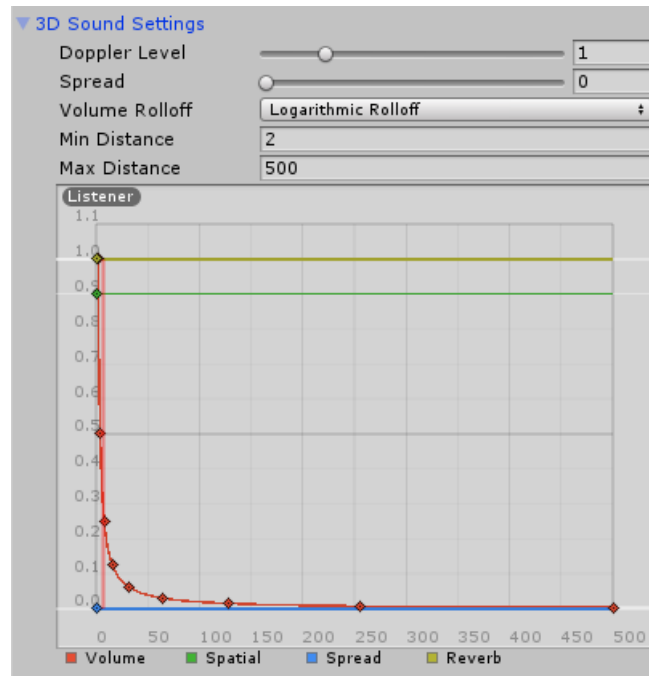 3D Sound Settings
Doppler Level 1
Spread 0
Volume Rolloff Logarithmic Rolloff
Min Distance 2
Max Distance 500
Listener
1.1
1.0
0.9
0.8
0.7
0.6
0.5
0.4
0.3
0.2
0.1
0.0
0 50 100 150 200 250 300 350 400 450 500
Volume Spatial Spread Reverb